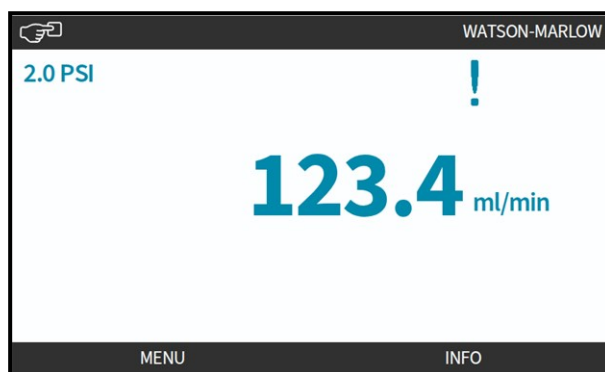 WATSON-MARLOW
2.0 PSI
!
123.4 ml/min
MENU INFO